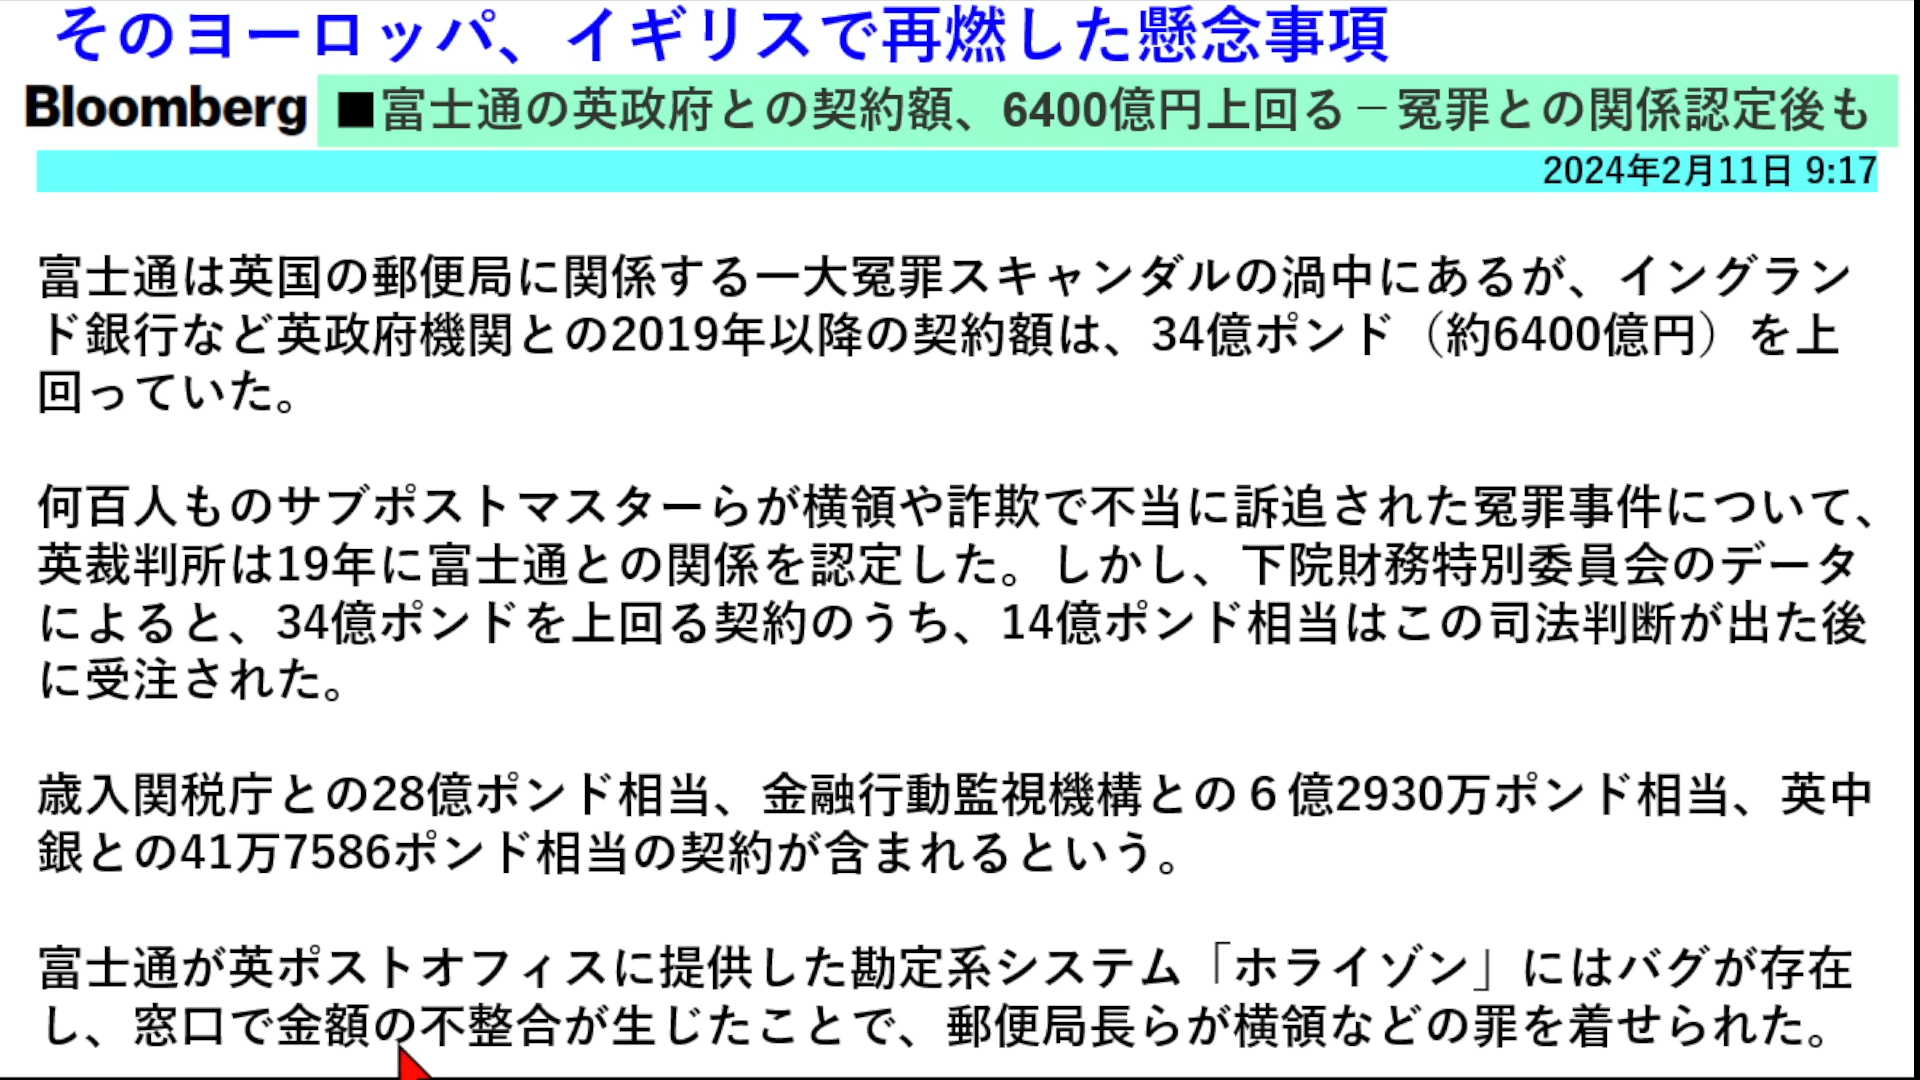 そのヨーロッパ、イギリスで再燃した懸念事項
Bloomberg ■富士通の英政府との契約額、6400億円上回る－冤罪との関係認定後も
2024年2月11日 9:17
富士通は英国の郵便局に関係する一大冤罪スキャンダルの渦中にあるが、イングラン
ド銀行など英政府機関との2019年以降の契約額は、34億ポンド（約6400億円）を上
回っていた。
何百人ものサブポストマスターらが横領や詐欺で不当に訴追された冤罪事件について、
英裁判所は19年に富士通との関係を認定した。しかし、下院財務特別委員会のデータ
によると、34億ポンドを上回る契約のうち、14億ポンド相当はこの司法判断が出た後
に受注された。
歳入関税庁との28億ポンド相当、金融行動監視機構との６億2930万ポンド相当、英中
銀との41万7586ポンド相当の契約が含まれるという。
富士通が英ポストオフィスに提供した勘定系システム「ホライゾン」にはバグが存在
し、窓口で金額の不整合が生じたことで、郵便局長らが横領などの罪を着せられた。